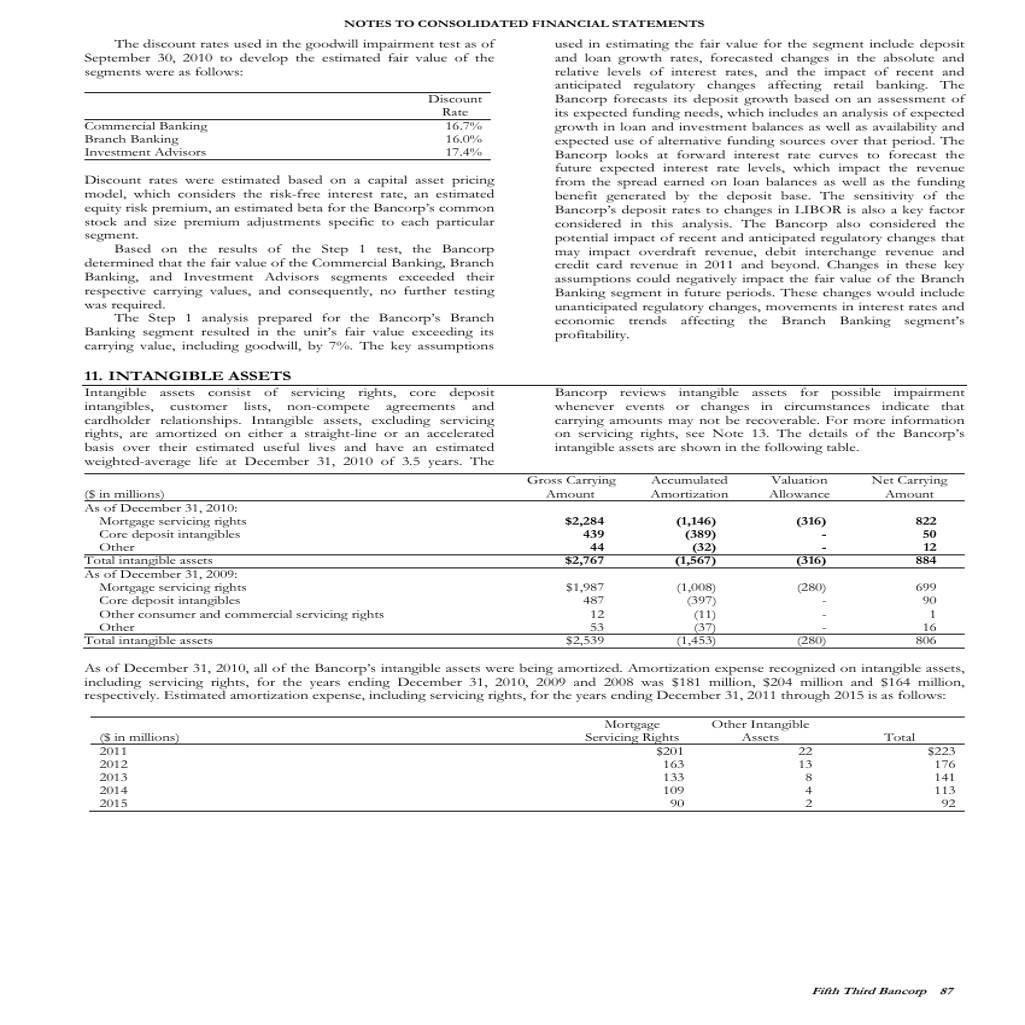 NOTES TO CONSOLIDATED FINANCIAL STATEMENTS
The discount rates used in the goodwill impairment test as of
September 30, 2010 to develop the estimated fair value of the
segments were as follows:
Discount
Rate
Commercial Banking 16.7%
Branch Banking 16.0%
Investment Advisors 17.4%
Discount rates were estimated based on a capital asset pricing
model, which considers the risk-free interest rate, an estimated
equity risk premium, an estimated beta for the Bancorp's common
stock and size premium adjustments specific to each particular
segment.
Based on the results of the Step 1 test, the Bancorp
determined that the fair value of the Commercial Banking, Branch
Banking, and Investment Advisors segments exceeded their
respective carrying values, and consequently, no further testing
was required.
The Step 1 analysis prepared for the Bancorp's Branch
Banking segment resulted in the unit's fair value exceeding its
carrying value, including goodwill, by 7%. The key assumptions
used in estimating the fair value for the segment include deposit
and loan growth rates, forecasted changes in the absolute and
relative levels of interest rates, and the impact of recent and
anticipated regulatory changes affecting retail banking. The
Bancorp forecasts its deposit growth based on an assessment of
its expected funding needs, which includes an analysis of expected
growth in loan and investment balances as well as availability and
expected use of alternative funding sources over that period. The
Bancorp looks at forward interest rate curves to forecast the
future expected interest rate levels, which impact the revenue
from the spread earned on loan balances as well as the funding
benefit generated by the deposit base. The sensitivity of the
Bancorp's deposit rates to changes in LIBOR is also a key factor
considered in this analysis. The Bancorp also considered the
potential impact of recent and anticipated regulatory changes that
may impact overdraft revenue, debit interchange revenue and
credit card revenue in 2011 and beyond. Changes in these key
assumptions could negatively impact the fair value of the Branch
Banking segment in future periods. These changes would include
unanticipated regulatory changes, movements in interest rates and
economic trends affecting the Branch Banking segment's
profitability.
11. INTANGIBLE ASSETS
Intangible assets consist of servicing rights, core deposit
intangibles, customer lists, non-compete agreements and
cardholder relationships. Intangible assets, excluding servicing
rights, are amortized on either a straight-line or an accelerated
basis over their estimated useful lives and have an estimated
weighted-average life at December 31, 2010 of 3.5 years. The
Bancorp reviews intangible assets for possible impairment
whenever events or changes in circumstances indicate that
carrying amounts may not be recoverable. For more information
on servicing rights, see Note 13. The details of the Bancorp's
intangible assets are shown in the following table.
Gross Carrying Accumulated Valuation Net Carrying
($ in millions) Amount Amortization Allowance Amount
As of December 31, 2010:
Mortgage servicing rights $2,284 (1,146) (316) 822
Core deposit intangibles 439 (389) - 50
Other 44 (32) - 12
Total intangible assets $2,767 (1,567) (316) 884
As of December 31, 2009:
Mortgage servicing rights $1,987 (1,008) (280) 699
Core deposit intangibles 487 (397) - 90
Other consumer and commercial servicing rights 12 (11) - 1
Other 53 (37) - 16
Total intangible assets $2,539 (1,453) (280) 806
As of December 31, 2010, all of the Bancorp's intangible assets were being amortized. Amortization expense recognized on intangible assets,
including servicing rights, for the years ending December 31, 2010, 2009 and 2008 was $181 million, $204 million and $164 million,
respectively. Estimated amortization expense, including servicing rights, for the years ending December 31, 2011 through 2015 is as follows:
Mortgage Other Intangible
($ in millions) Servicing Rights Assets Total
2011 $201 22 $223
2012 163 13 176
2013 133 8 141
2014 109 4 113
2015 90 2 92
Fifth Third Bancorp 87